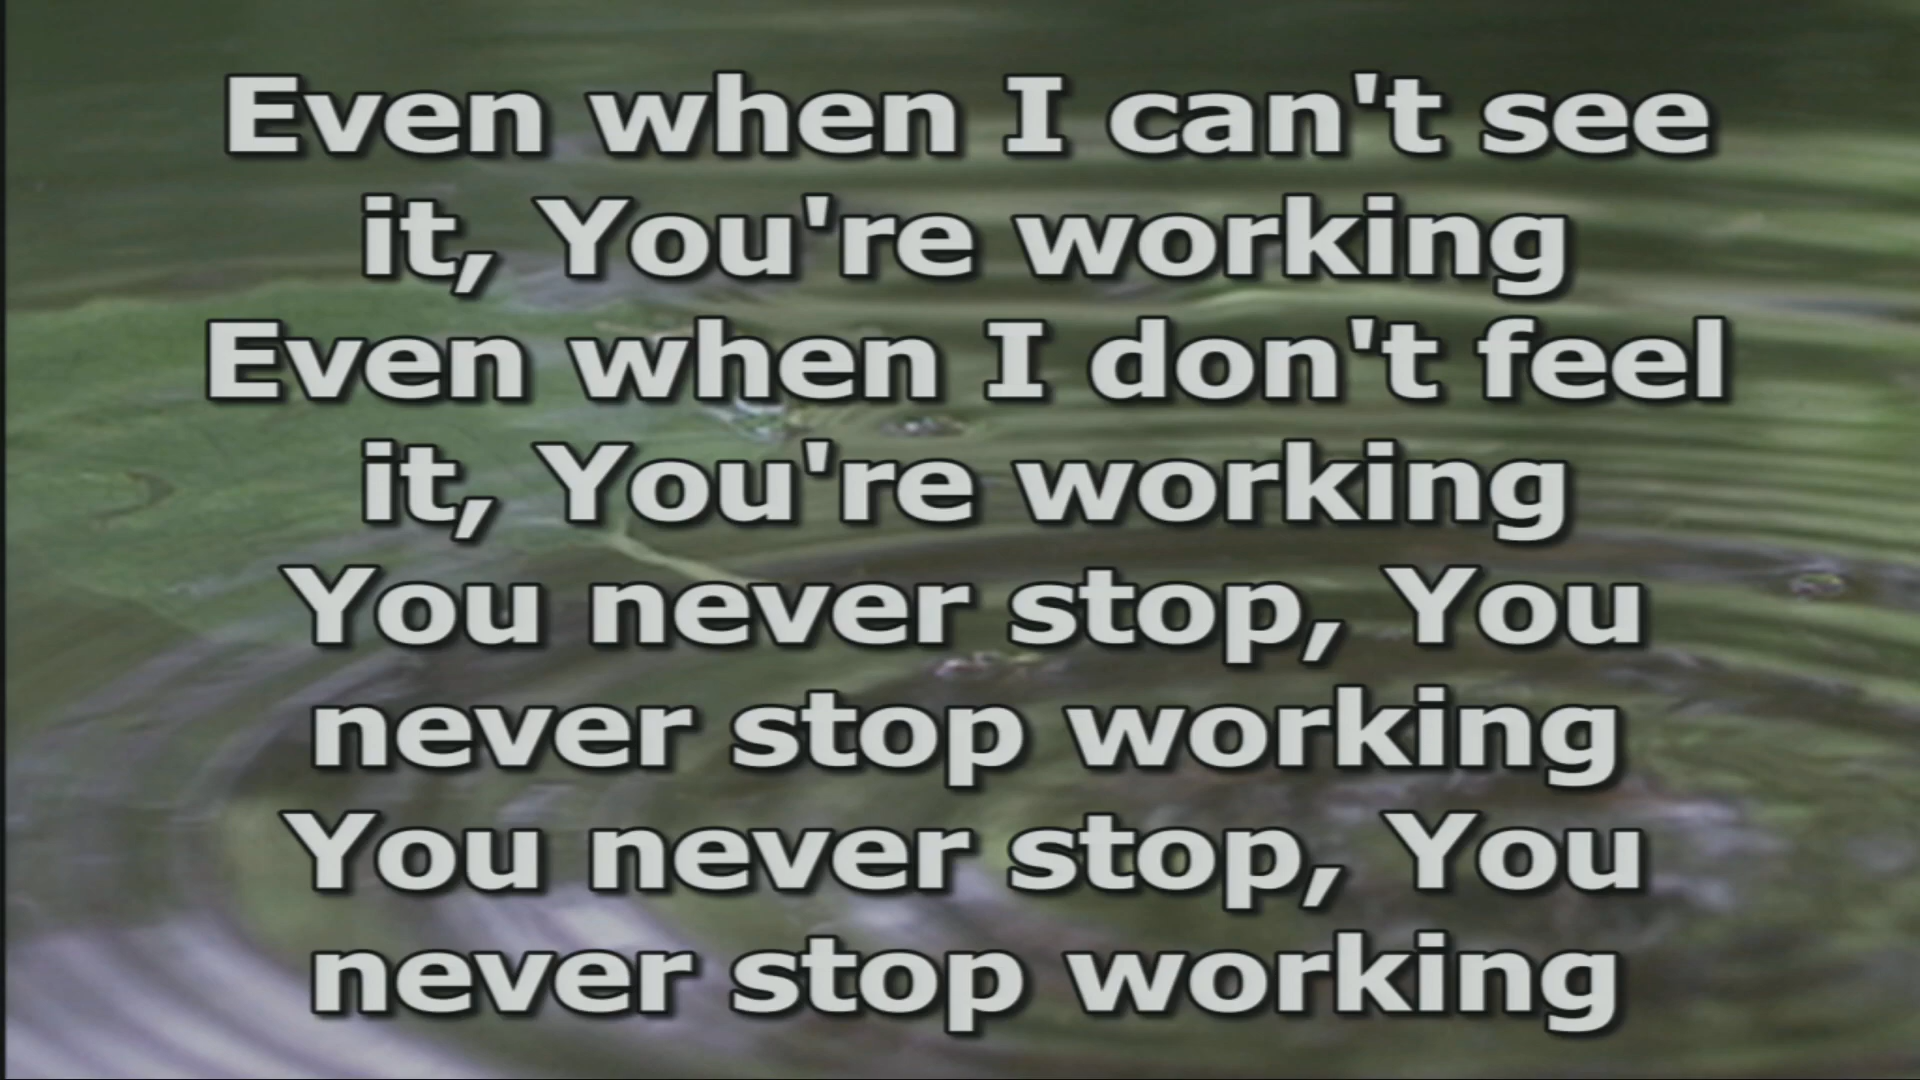 Even when I can't see
it, You're working
Even when I don't feel
it, You're working
You never stop, You
never stop working
You never stop, You
never stop working